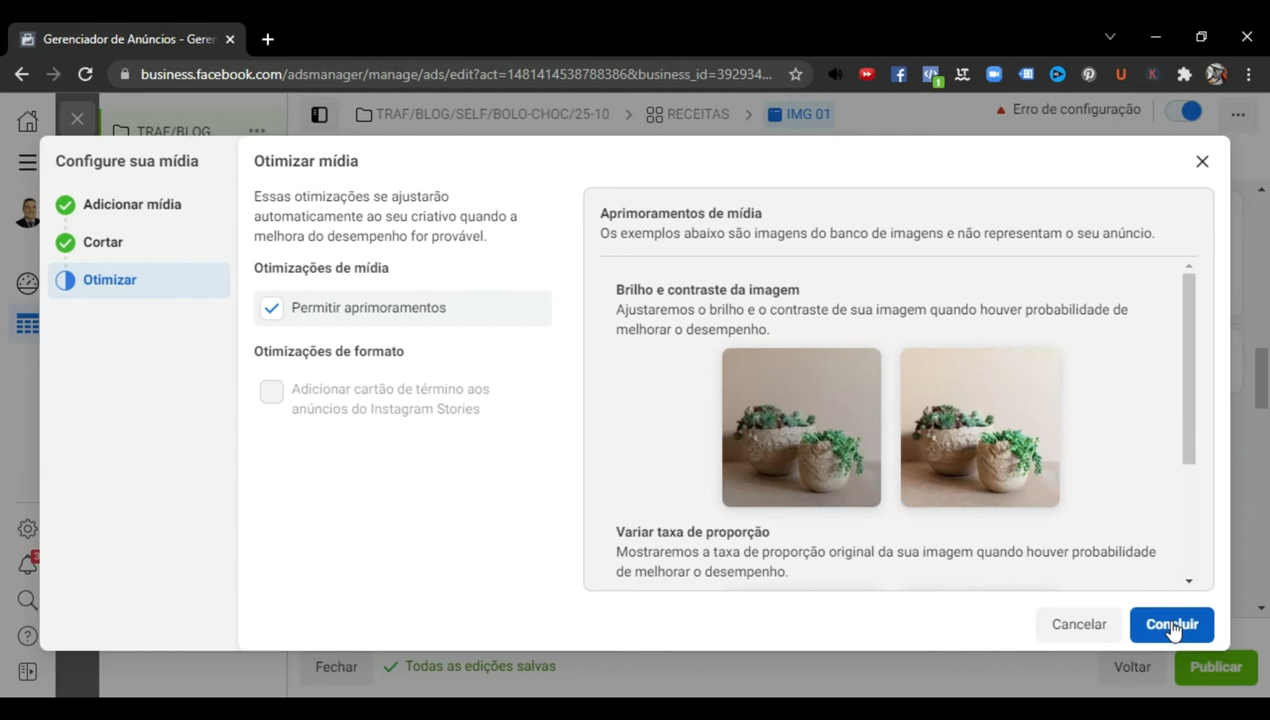 Gerenciador de Anúncios - Geren
business.facebook.com/adsmanager/manage/ads/edit?act=1481414538788386&business_id=392934...
TRAF/BLOG
TRAF/BLOG/SELF/BOLO-CHOC/25-10
RECEITAS
IMG 01
Erro de configuração
Configure sua mídia
Adicionar mídia
Cortar
Otimizar
Otimizar mídia
Essas otimizações se ajustarão
automaticamente ao seu criativo quando a
melhora do desempenho for provável.
Otimizações de mídia
Permitir aprimoramentos
Otimizações de formato
Adicionar cartão de término aos
anúncios do Instagram Stories
Aprimoramentos de mídia
Os exemplos abaixo são imagens do banco de imagens e não representam o seu anúncio.
Brilho e contraste da imagem
Ajustaremos o brilho e o contraste de sua imagem quando houver probabilidade de
melhorar o desempenho.
Variar taxa de proporção
Mostraremos a taxa de proporção original da sua imagem quando houver probabilidade
de melhorar o desempenho.
Cancelar
Concluir
Fechar
Todas as edições salvas
Voltar
Publicar